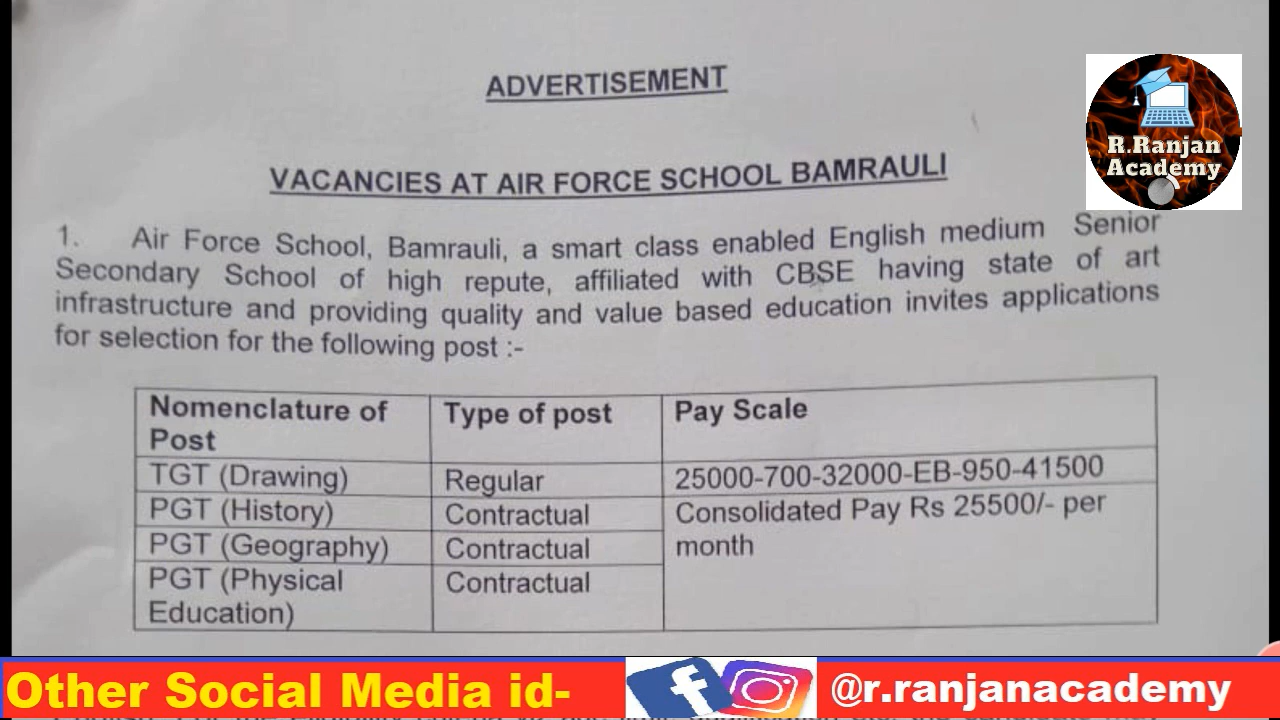 ADVERTISEMENT
R.Ranjan
Academy
VACANCIES AT AIR FORCE SCHOOL BAMRAULI
1. Air Force School, Bamrauli, a smart class enabled English medium Senior
Secondary School of high repute, affiliated with CBSE having state of art
infrastructure and providing quality and value based education invites applications
for selection for the following post :-
Nomenclature of Post Type of post Pay Scale
TGT (Drawing) Regular 25000-700-32000-EB-950-41500
PGT (History) Contractual Consolidated Pay Rs 25500/- per
PGT (Geography) Contractual month
PGT (Physical Contractual
Education)
Other Social Media id- @r.ranjanacademy